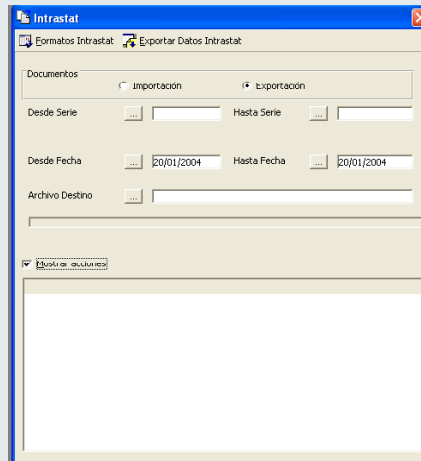 Intrastat
Formatos Intrastat Exportar Datos Intrastat
Documentos
Importación Exportación
Desde Serie ... Hasta Serie ...
Desde Fecha ... 20/01/2004 Hasta Fecha ... 20/01/2004
Archivo Destino ...
Mostrar acciones